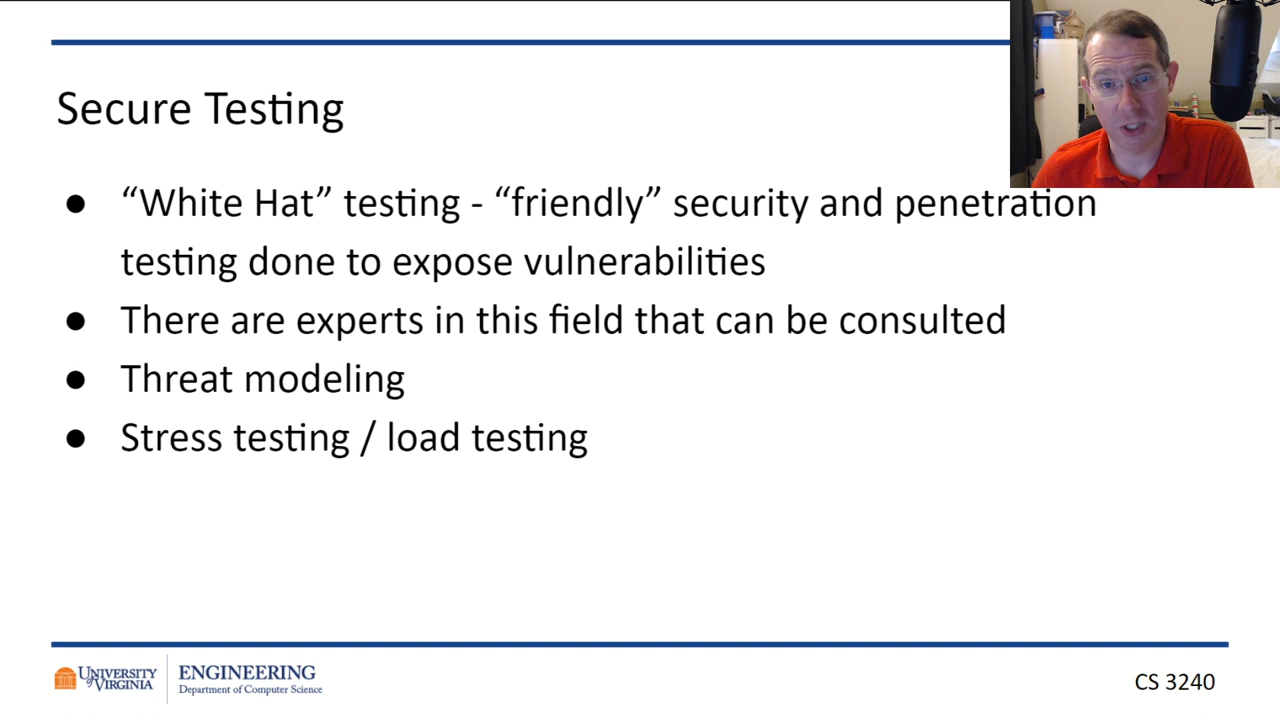 Secure Testing
● “White Hat” testing - “friendly” security and penetration
testing done to expose vulnerabilities
● There are experts in this field that can be consulted
● Threat modeling
● Stress testing / load testing
UNIVERSITY
of VIRGINIA
ENGINEERING
Department of Computer Science
CS 3240